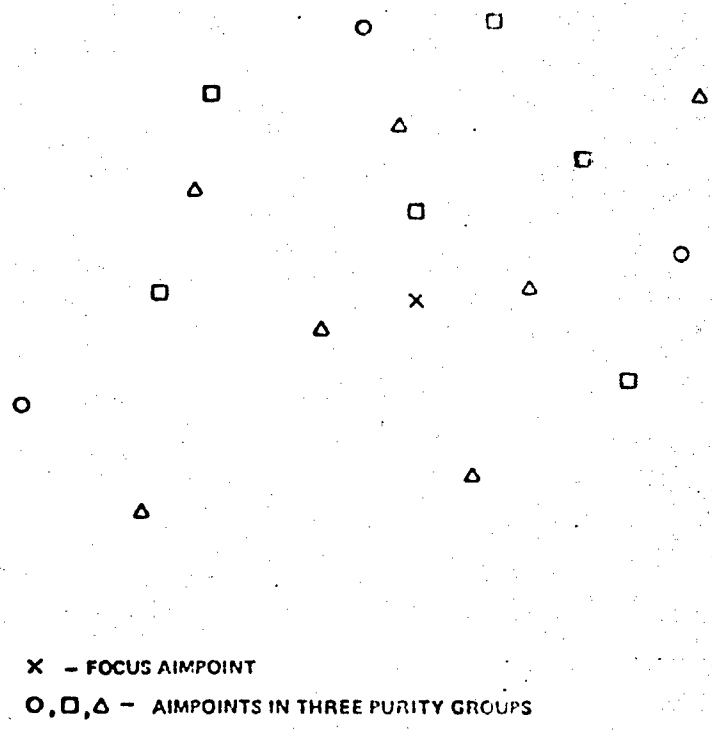 × – FOCUS AIMPOINT
○,□,△ – AIMPOINTS IN THREE PURITY GROUPS